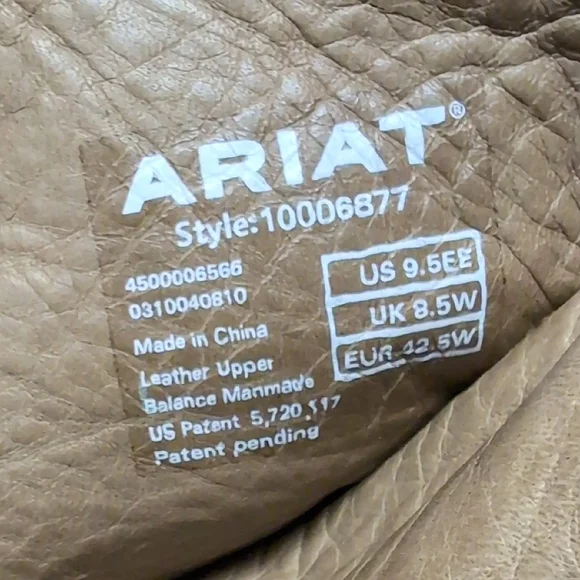 ARIAT®
Style:10006877
4500006566
0310040810
Made in China
Leather Upper
Balance Manmade
US Patent 5,720,117
Patent pending
US 9.5EE
UK 8.5W
EUR 42.5W